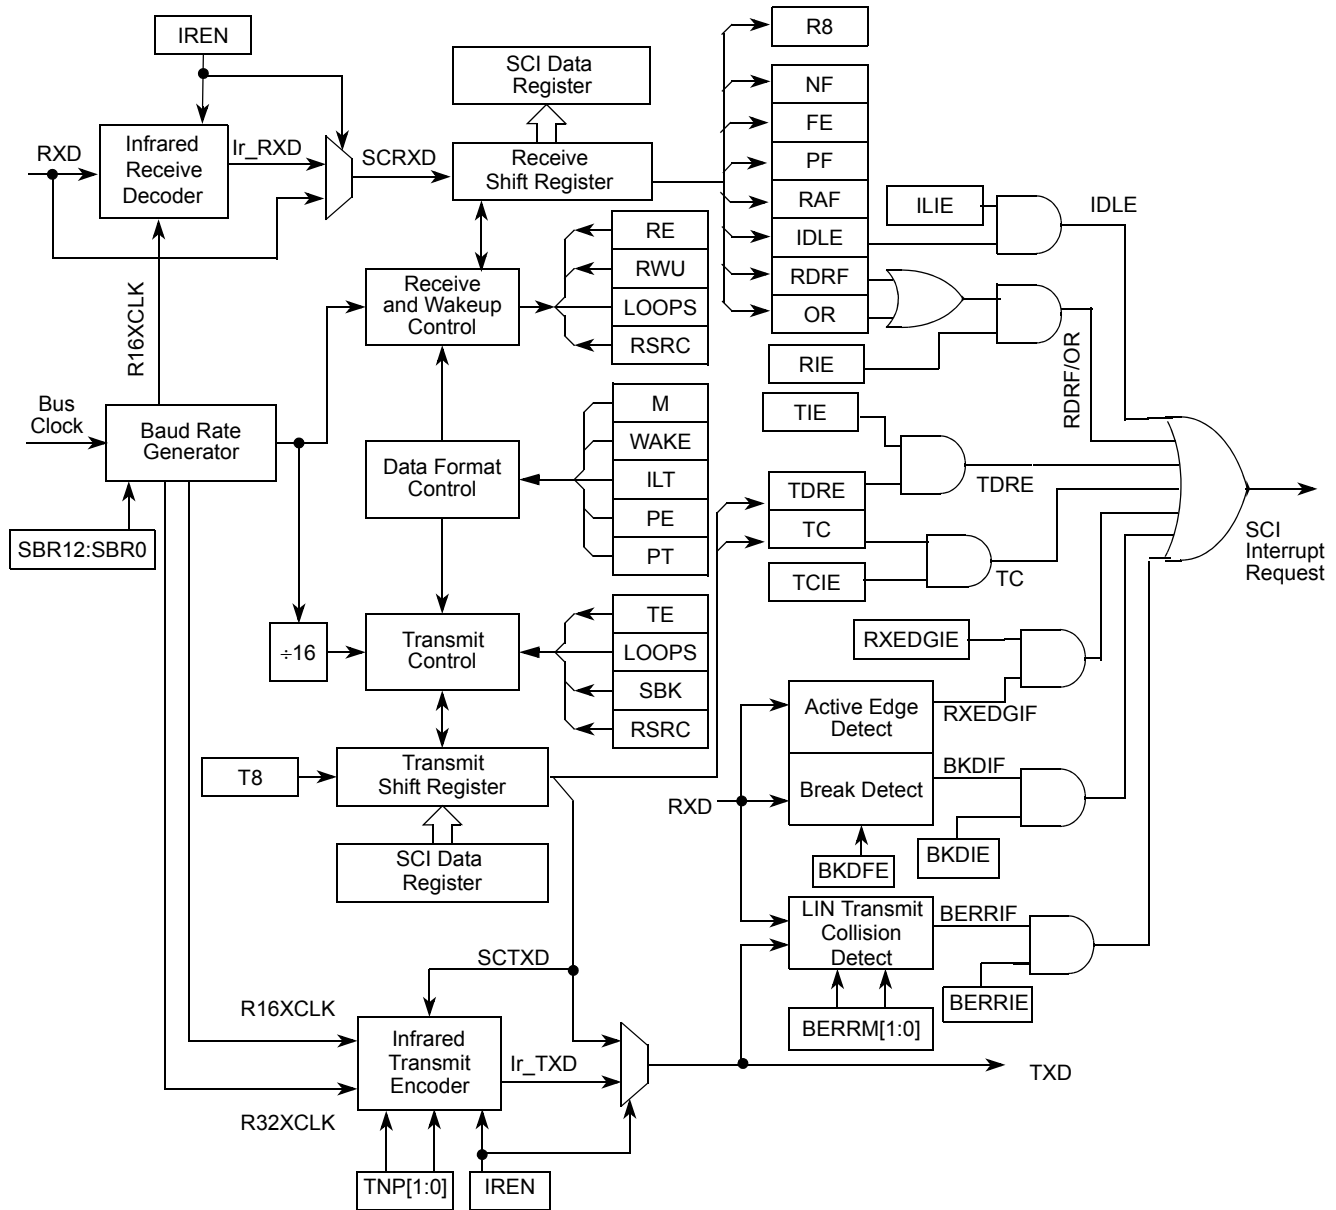 IREN
SCI Data
Register
R8
NF
FE
PF
RAF
IDLE
RDRF
OR
RXD
Infrared
Receive
Decoder
Ir_RXD
SCRXD
Receive
Shift Register
ILIE
IDLE
RE
RWU
LOOPS
RSRC
Receive
and Wakeup
Control
R16XCLK
RIE
RDRF/OR
Bus
Clock
Baud Rate
Generator
M
WAKE
ILT
PE
PT
Data Format
Control
TIE
TDRE
TC
TDRE
TCIE
TC
SCI
Interrupt
Request
SBR12:SBR0
÷16
Transmit
Control
TE
LOOPS
SBK
RSRC
RXEDGIE
Active Edge
Detect
RXEDGIF
T8
Transmit
Shift Register
RXD
Break Detect
BKDIF
BKDIE
BKDFE
SCI Data
Register
LIN Transmit
Collision
Detect
BERRIF
BERRIE
BERRM[1:0]
SCTXD
R16XCLK
Infrared
Transmit
Encoder
Ir_TXD
TXD
R32XCLK
TNP[1:0]
IREN